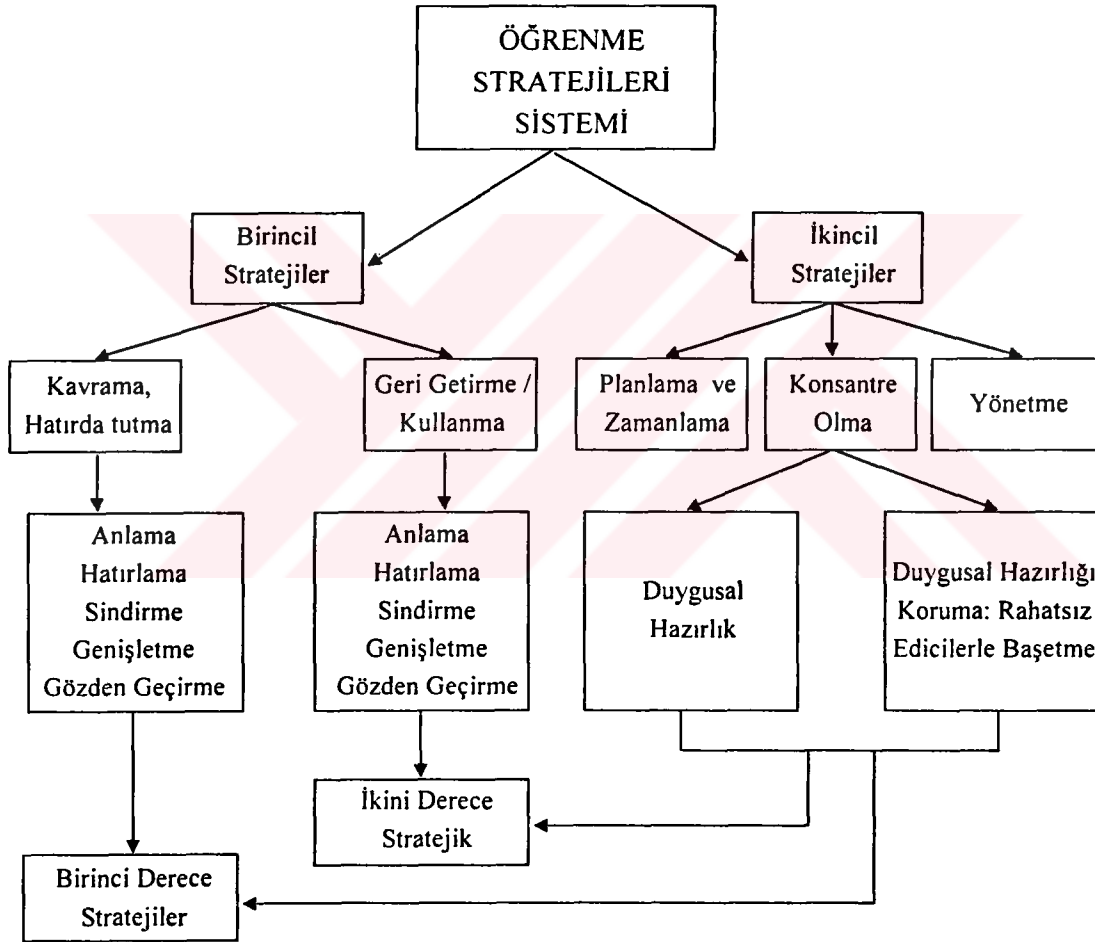 ÖĞRENME
STRATEJİLERİ
SİSTEMİ
Birincil
Stratejiler
İkincil
Stratejiler
Kavrama,
Hatırda tutma
Geri Getirme /
Kullanma
Planlama ve
Zamanlama
Konsantre
Olma
Yönetme
Anlama
Hatırlama
Sindirme
Genişletme
Gözden Geçirme
Anlama
Hatırlama
Sindirme
Genişletme
Gözden Geçirme
Duygusal
Hazırlık
Duygusal Hazırlığı
Koruma: Rahatsız
Edicilerle Başetme
İkini Derece
Stratejik
Birinci Derece
Stratejiler